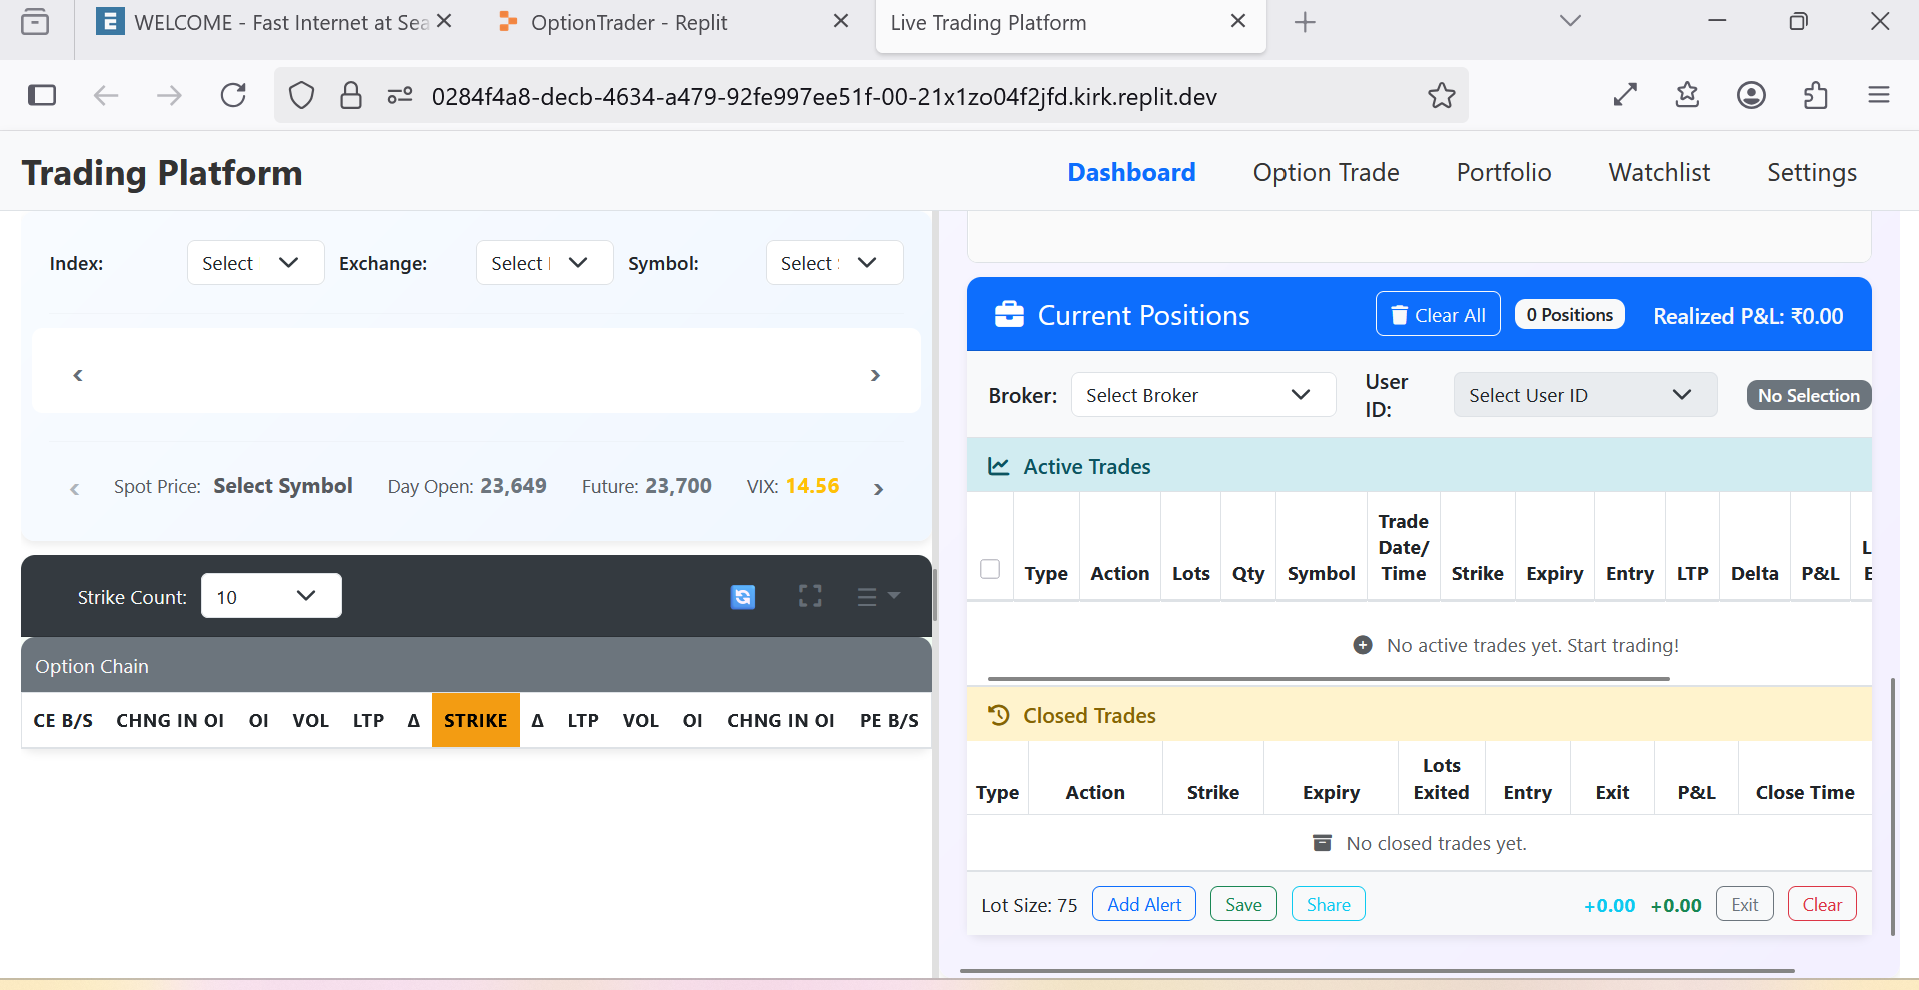 WELCOME - Fast Internet at Sea
OptionTrader - Replit
Live Trading Platform
0284f4a8-decb-4634-a479-92fe997ee51f-00-21x1zo04f2jfd.kirk.replit.dev
Trading Platform
Dashboard
Option Trade
Portfolio
Watchlist
Settings
Index:
Select
Exchange:
Select
Symbol:
Select
Spot Price: Select Symbol
Day Open: 23,649
Future: 23,700
VIX: 14.56
Strike Count:
10
Option Chain
CE B/S CHNG IN OI OI VOL LTP Δ STRIKE Δ LTP VOL OI CHNG IN OI PE B/S
Current Positions
Clear All
0 Positions
Realized P&L: ₹0.00
Broker:
Select Broker
User
ID:
Select User ID
No Selection
Active Trades
Type
Action
Lots
Qty
Symbol
Trade
Date/
Time
Strike
Expiry
Entry
LTP
Delta
P&L
L
E
No active trades yet. Start trading!
Closed Trades
Type
Action
Strike
Expiry
Lots
Exited
Entry
Exit
P&L
Close Time
No closed trades yet.
Lot Size: 75
Add Alert
Save
Share
+0.00
+0.00
Exit
Clear